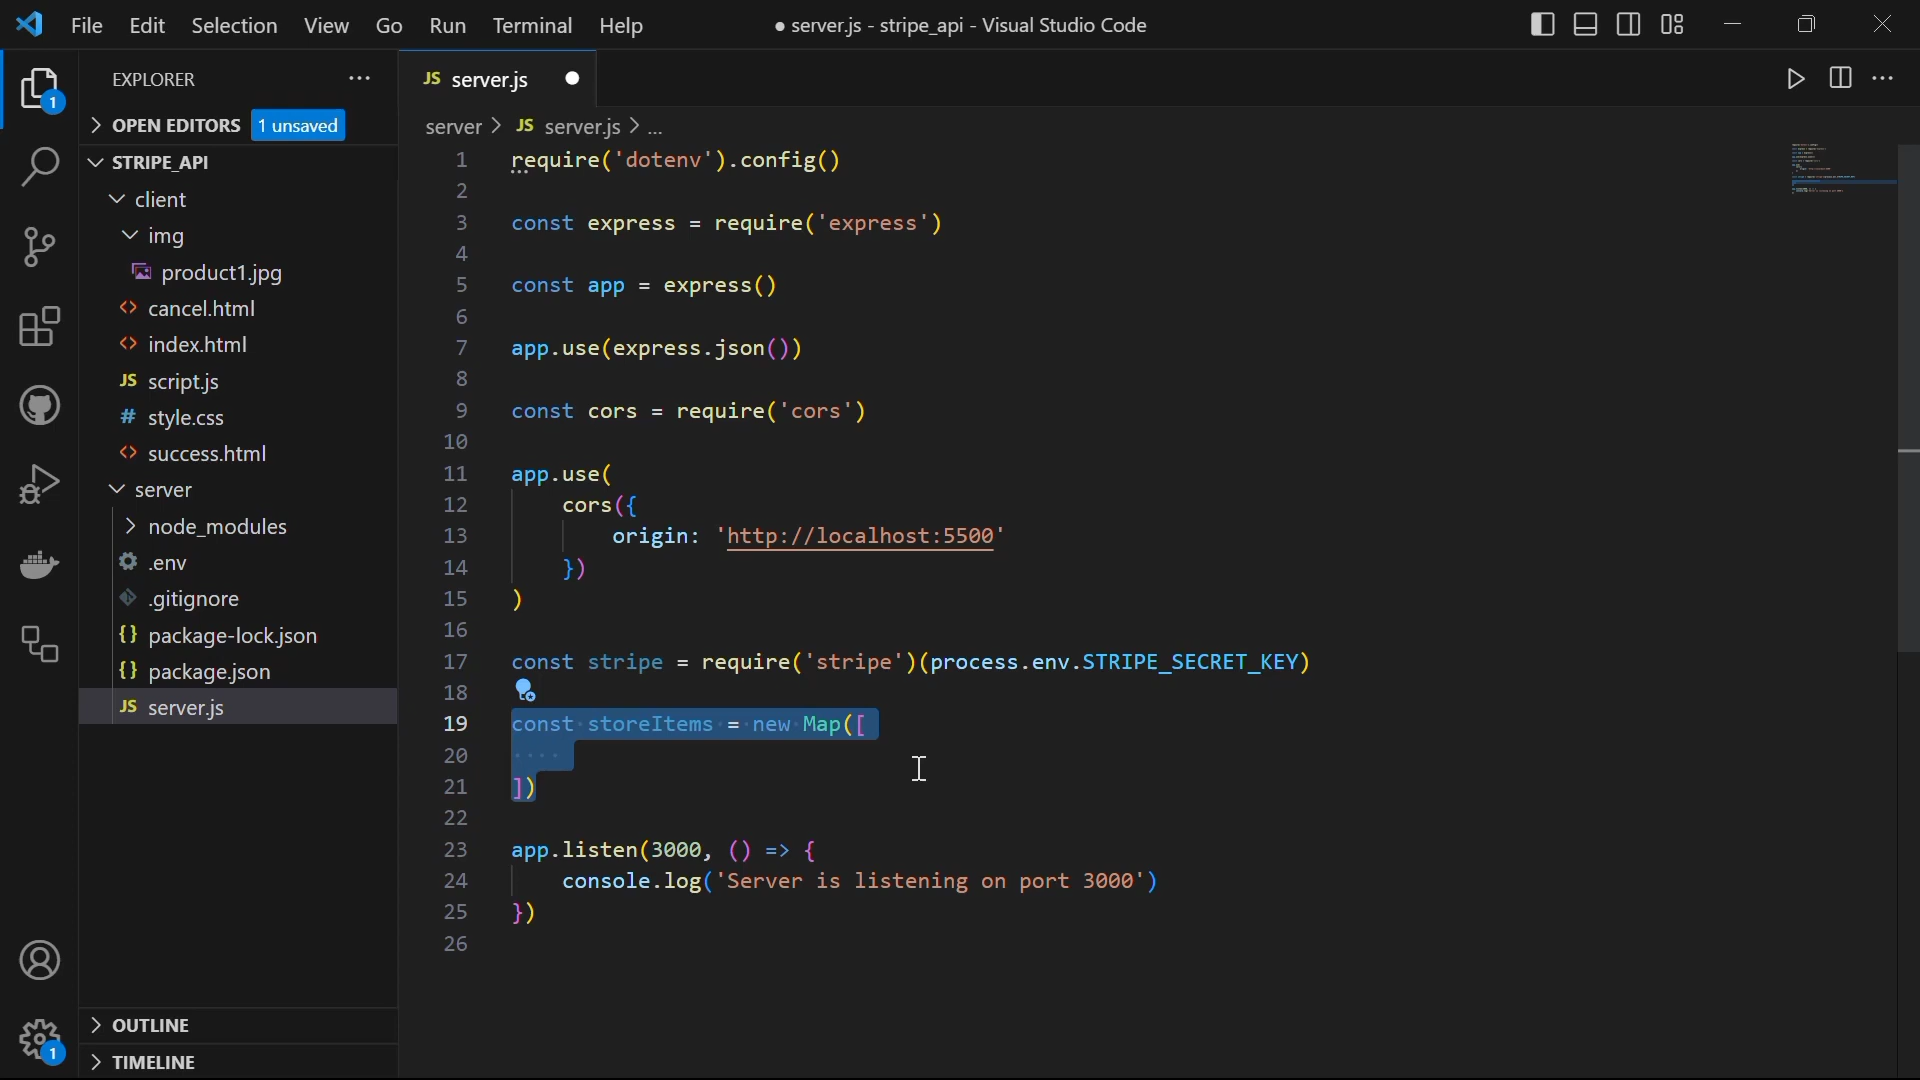 File Edit Selection View Go Run Terminal Help
● server.js - stripe_api - Visual Studio Code
EXPLORER
OPEN EDITORS 1 unsaved
STRIPE_API
client
img
product1.jpg
cancel.html
index.html
JS script.js
# style.css
success.html
server
node_modules
.env
.gitignore
{} package-lock.json
{} package.json
JS server.js
OUTLINE
TIMELINE
1
1
JS server.js
server > JS server.js > ...
1 require('dotenv').config()
2
3 const express = require('express')
4
5 const app = express()
6
7 app.use(express.json())
8
9 const cors = require('cors')
10
11 app.use(
12     cors({
13         origin: 'http://localhost:5500'
14     })
15 )
16
17 const stripe = require('stripe')(process.env.STRIPE_SECRET_KEY)
18
19 const storeItems = new Map([
20
21 ])
22
23 app.listen(3000, () => {
24     console.log('Server is listening on port 3000')
25 })
26